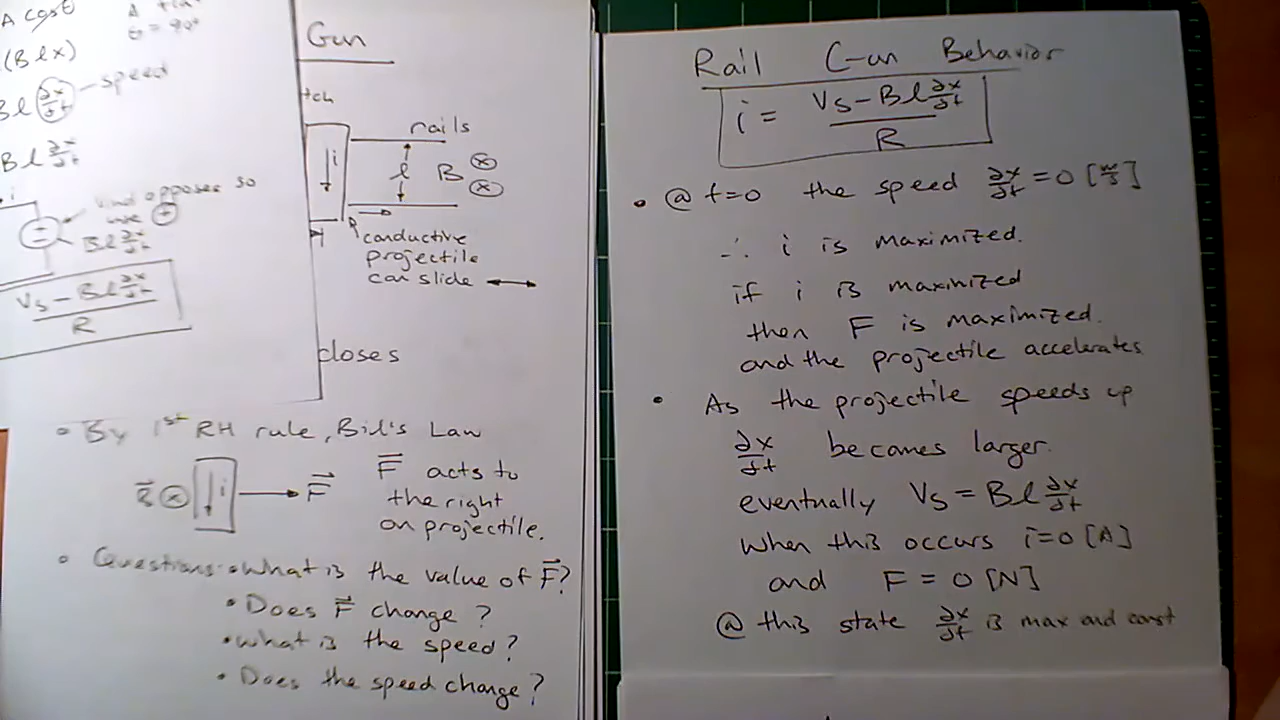 A cosθ
θ = 90°
(Blx)
Bl ∂x/∂t - speed
Bl ∂x/∂t
i
Vind opposes so
use +
Bl ∂x/∂t
Vs - Bl ∂x/∂t
R
Gun
tch
rails
i
l
B
conductive
projectile
can slide
closes
• By 1st RH rule, Bil's Law
B⃗ i F⃗
F⃗ acts to
the right
on projectile.
• Questions: • What is the value of F⃗?
• Does F⃗ change?
• What is the speed?
• Does the speed change?
Rail Gun Behavior
i = (Vs - Bl ∂x/∂t) / R
• @ t=0 the speed ∂x/∂t = 0 [m/s]
∴ i is maximized.
if i is maximized
then F is maximized.
and the projectile accelerates
• As the projectile speeds up
∂x/∂t becomes larger.
eventually Vs = Bl ∂x/∂t
When this occurs i=0 [A]
and F = 0 [N]
@ this state ∂x/∂t is max and const